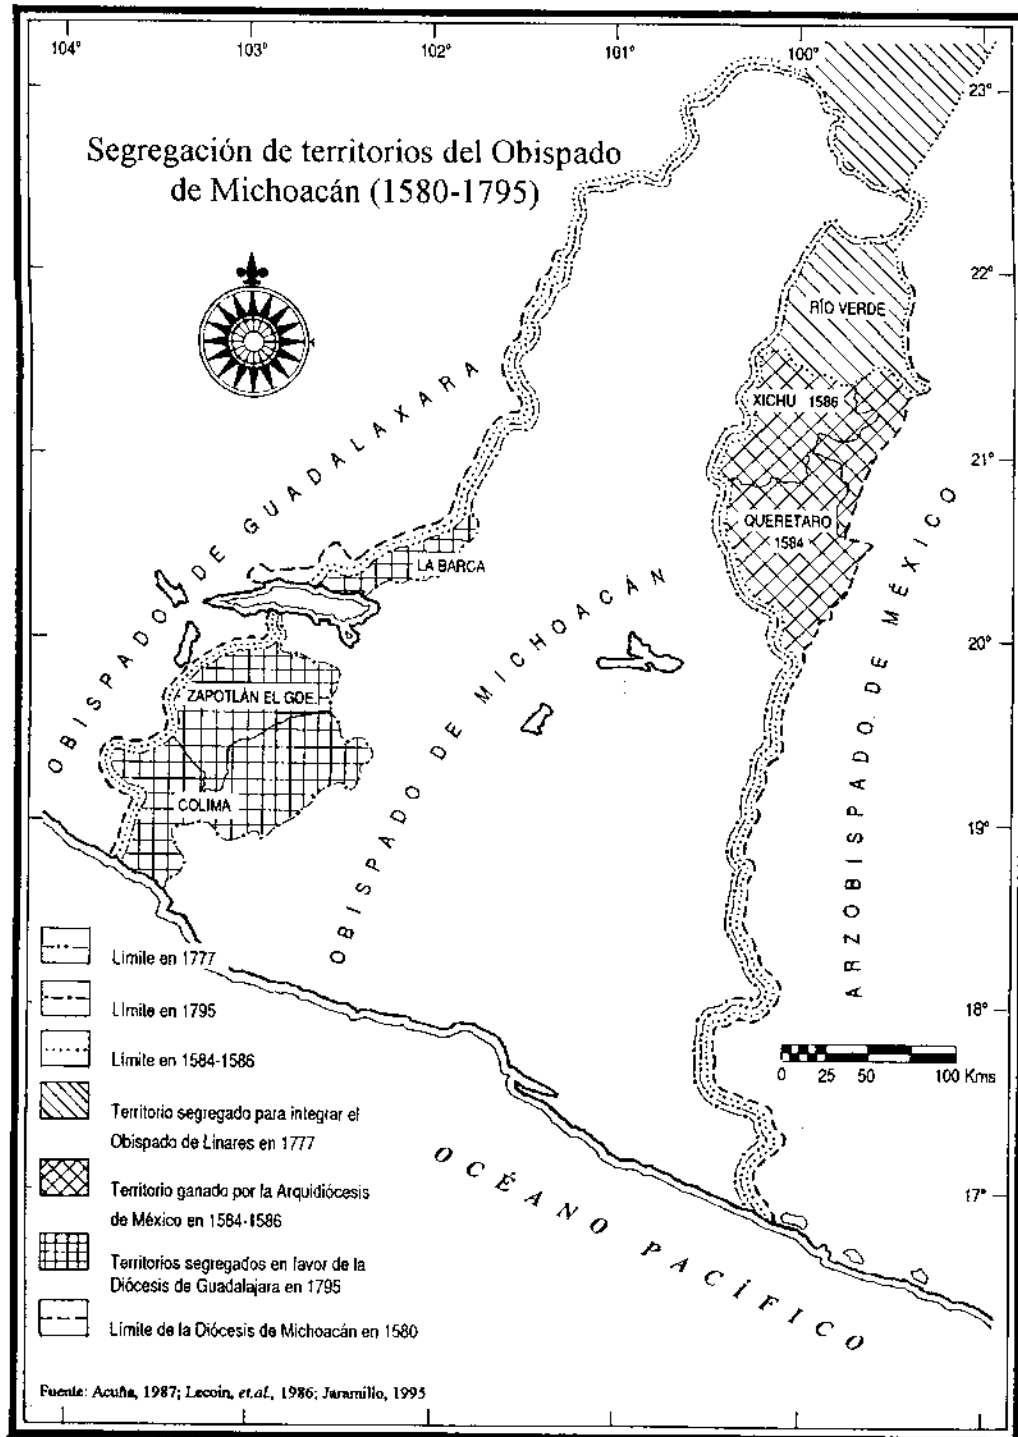 104° 103° 102° 101° 100°
23°
Segregación de territorios del Obispado
de Michoacán (1580-1795)
22°
RÍO VERDE
XICHU 1586
21°
QUERETARO
1584
LA BARCA
OBISPADO DE GUADALAXARA
20°
ZAPOTLÁN EL GDE.
COLIMA
OBISPADO DE MICHOACÁN
ARZOBISPADO DE MÉXICO
19°
18°
0 25 50 100 Kms
17°
OCÉANO PACÍFICO
Límite en 1777
Límite en 1795
Límite en 1584-1586
Territorio segregado para integrar el
Obispado de Linares en 1777
Territorio ganado por la Arquidiócesis
de México en 1584-1586
Territorios segregados en favor de la
Diócesis de Guadalajara en 1795
Límite de la Diócesis de Michoacán en 1580
Fuente: Acuña, 1987; Lecoin, et.al., 1986; Jaramillo, 1995
104° 103° 102° 101° 100°